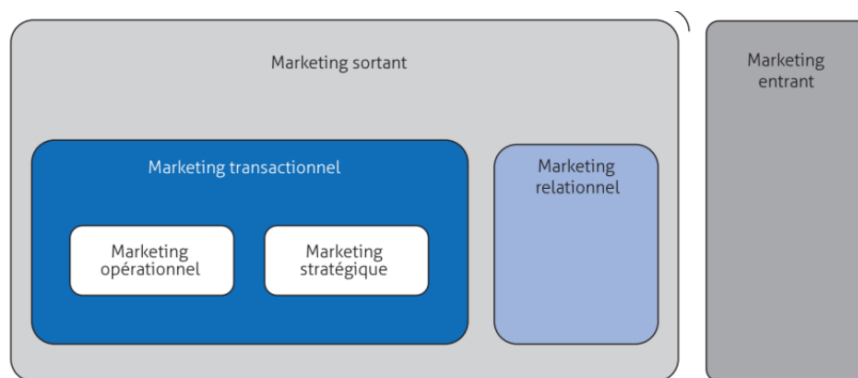 Marketing sortant
Marketing
entrant
Marketing transactionnel
Marketing
relationnel
Marketing
opérationnel
Marketing
stratégique